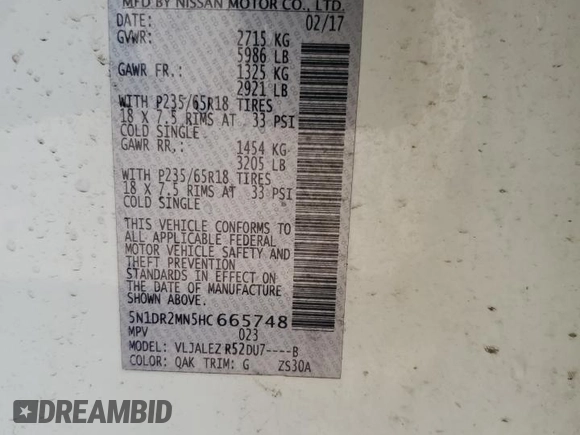 MFD BY NISSAN MOTOR CO., LTD.
DATE: 02/17
GVWR: 2715 KG
5986 LB
GAWR FR.: 1325 KG
2921 LB
WITH P235/65R18 TIRES
18 X 7.5 RIMS AT 33 PSI
COLD SINGLE
GAWR RR.: 1454 KG
3205 LB
WITH P235/65R18 TIRES
18 X 7.5 RIMS AT 33 PSI
COLD SINGLE
THIS VEHICLE CONFORMS TO
ALL APPLICABLE FEDERAL
MOTOR VEHICLE SAFETY AND
THEFT PREVENTION
STANDARDS IN EFFECT ON
THE DATE OF MANUFACTURE
SHOWN ABOVE.
5N1DR2MN5HC665748
MPV 023
MODEL: VLJALEZ R52DU7----B
COLOR: QAK TRIM: G ZS30A
DREAMBID